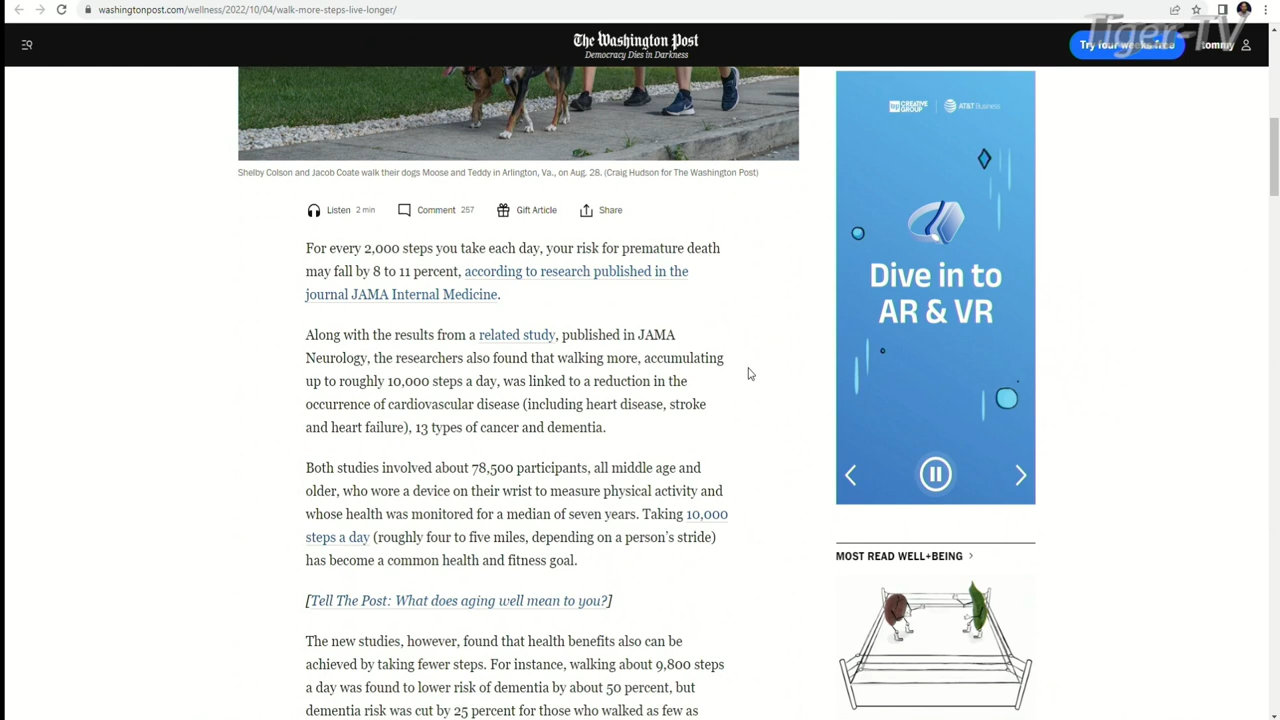 washingtonpost.com/wellness/2022/10/04/walk-more-steps-live-longer/
Tiger-TV
The Washington Post
Democracy Dies in Darkness
Try four weeks free
tommy
Shelby Colson and Jacob Coate walk their dogs Moose and Teddy in Arlington, Va., on Aug. 28. (Craig Hudson for The Washington Post)
Listen 2 min Comment 257 Gift Article Share
For every 2,000 steps you take each day, your risk for premature death
may fall by 8 to 11 percent, according to research published in the
journal JAMA Internal Medicine.
Along with the results from a related study, published in JAMA
Neurology, the researchers also found that walking more, accumulating
up to roughly 10,000 steps a day, was linked to a reduction in the
occurrence of cardiovascular disease (including heart disease, stroke
and heart failure), 13 types of cancer and dementia.
Both studies involved about 78,500 participants, all middle age and
older, who wore a device on their wrist to measure physical activity and
whose health was monitored for a median of seven years. Taking 10,000
steps a day (roughly four to five miles, depending on a person's stride)
has become a common health and fitness goal.
[Tell The Post: What does aging well mean to you?]
The new studies, however, found that health benefits also can be
achieved by taking fewer steps. For instance, walking about 9,800 steps
a day was found to lower risk of dementia by about 50 percent, but
dementia risk was cut by 25 percent for those who walked as few as
CREATIVE
GROUP
AT&T Business
Dive in to
AR & VR
MOST READ WELL+BEING >